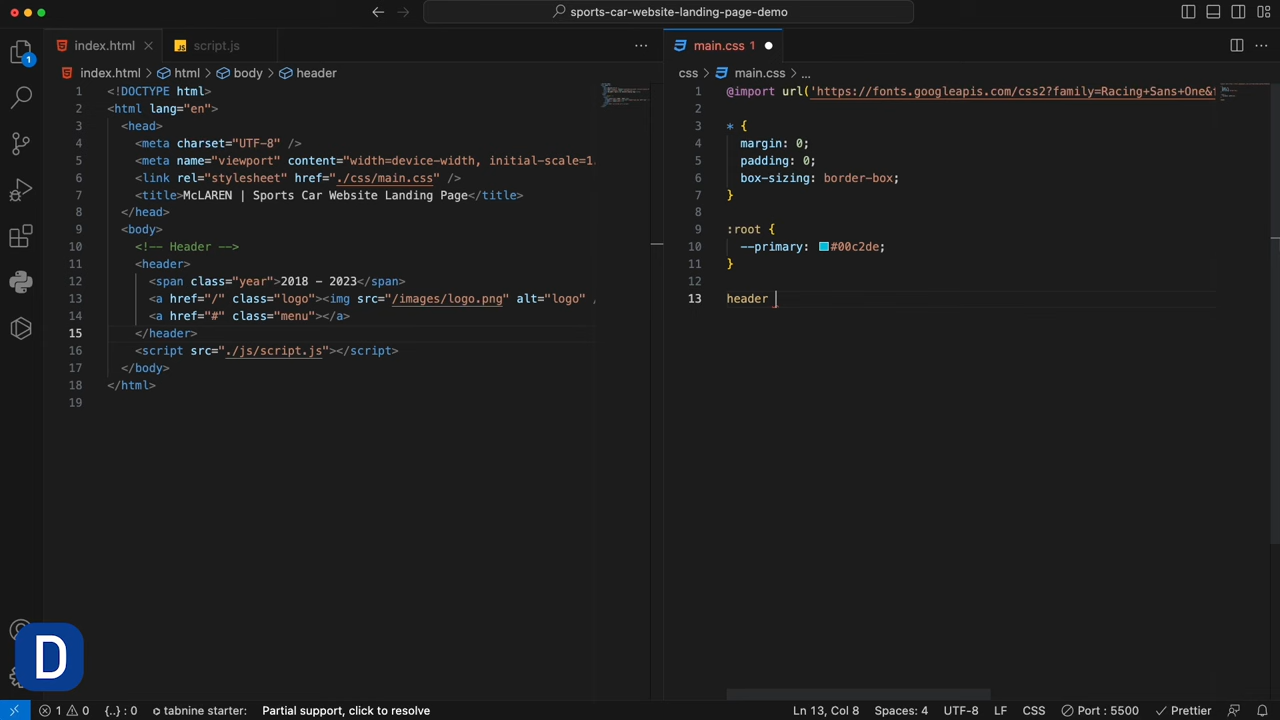 sports-car-website-landing-page-demo
index.html
JS script.js
main.css 1
index.html > html > body > header
css > main.css > ...
1
1 <!DOCTYPE html>
2 <html lang="en">
3 <head>
4 <meta charset="UTF-8" />
5 <meta name="viewport" content="width=device-width, initial-scale=1.
6 <link rel="stylesheet" href="./css/main.css" />
7 <title>McLAREN | Sports Car Website Landing Page</title>
8 </head>
9 <body>
10 <!-- Header -->
11 <header>
12 <span class="year">2018 - 2023</span>
13 <a href="/" class="logo"><img src="/images/logo.png" alt="logo" /
14 <a href="#" class="menu"></a>
15 </header>
16 <script src="./js/script.js"></script>
17 </body>
18 </html>
19
1 @import url('https://fonts.googleapis.com/css2?family=Racing+Sans+One&f
2
3 * {
4 margin: 0;
5 padding: 0;
6 box-sizing: border-box;
7 }
8
9 :root {
10 --primary: #00c2de;
11 }
12
13 header
D
1 0 {..} : 0 tabnine starter: Partial support, click to resolve Ln 13, Col 8 Spaces: 4 UTF-8 LF CSS Port : 5500 Prettier